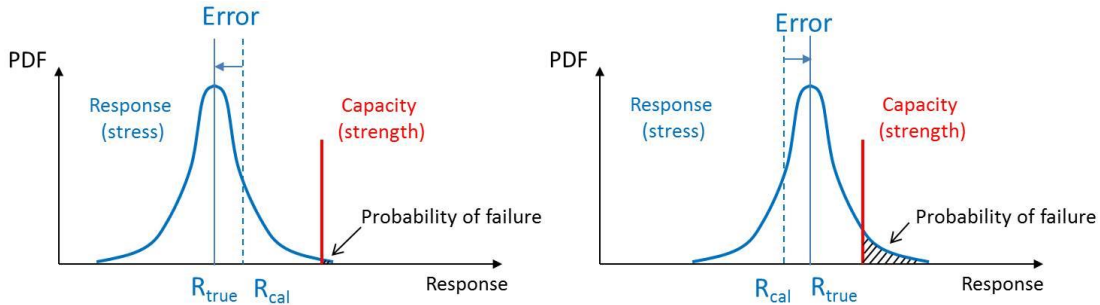 Error
PDF
Response
(stress)
Capacity
(strength)
Probability of failure
R_true R_cal
Response
Error
PDF
Response
(stress)
Capacity
(strength)
Probability of failure
R_cal R_true
Response